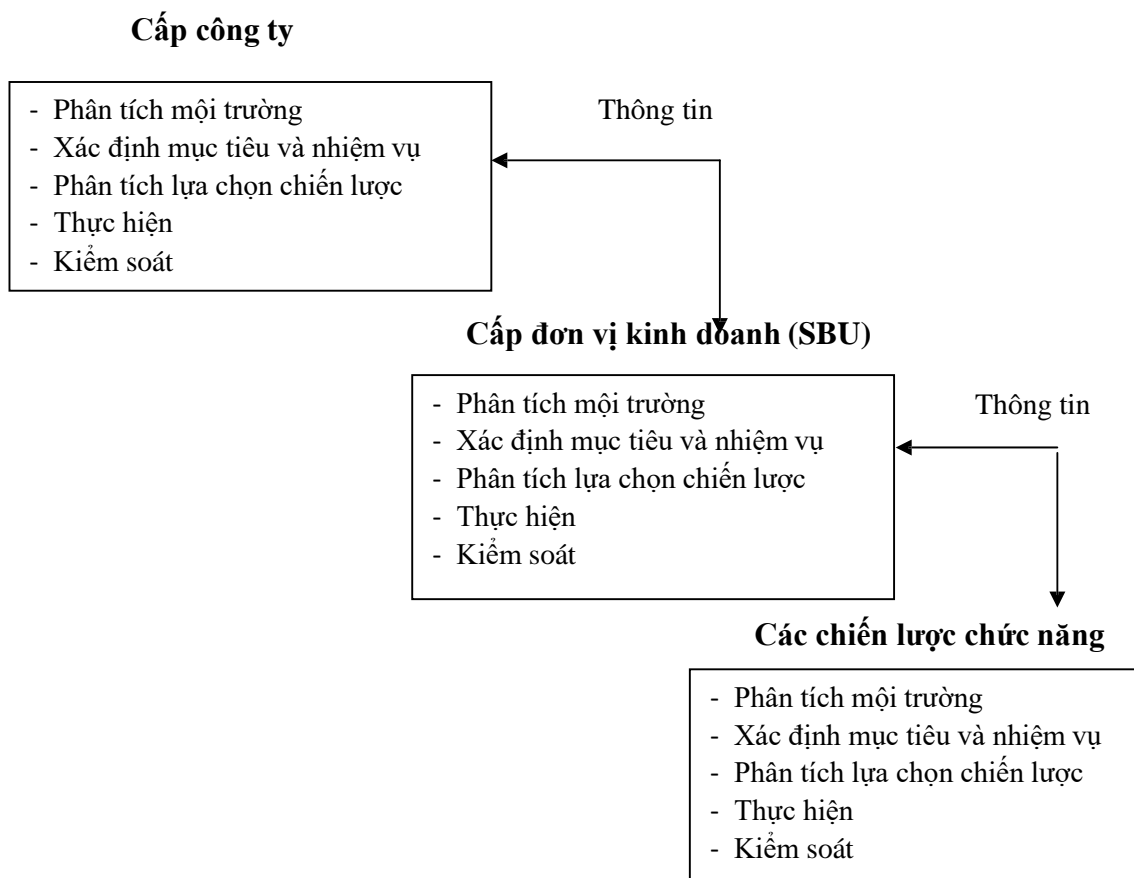 Cấp công ty
- Phân tích mội trường
- Xác định mục tiêu và nhiệm vụ
- Phân tích lựa chọn chiến lược
- Thực hiện
- Kiểm soát
Thông tin
Cấp đơn vị kinh doanh (SBU)
- Phân tích mội trường
- Xác định mục tiêu và nhiệm vụ
- Phân tích lựa chọn chiến lược
- Thực hiện
- Kiểm soát
Thông tin
Các chiến lược chức năng
- Phân tích mội trường
- Xác định mục tiêu và nhiệm vụ
- Phân tích lựa chọn chiến lược
- Thực hiện
- Kiểm soát